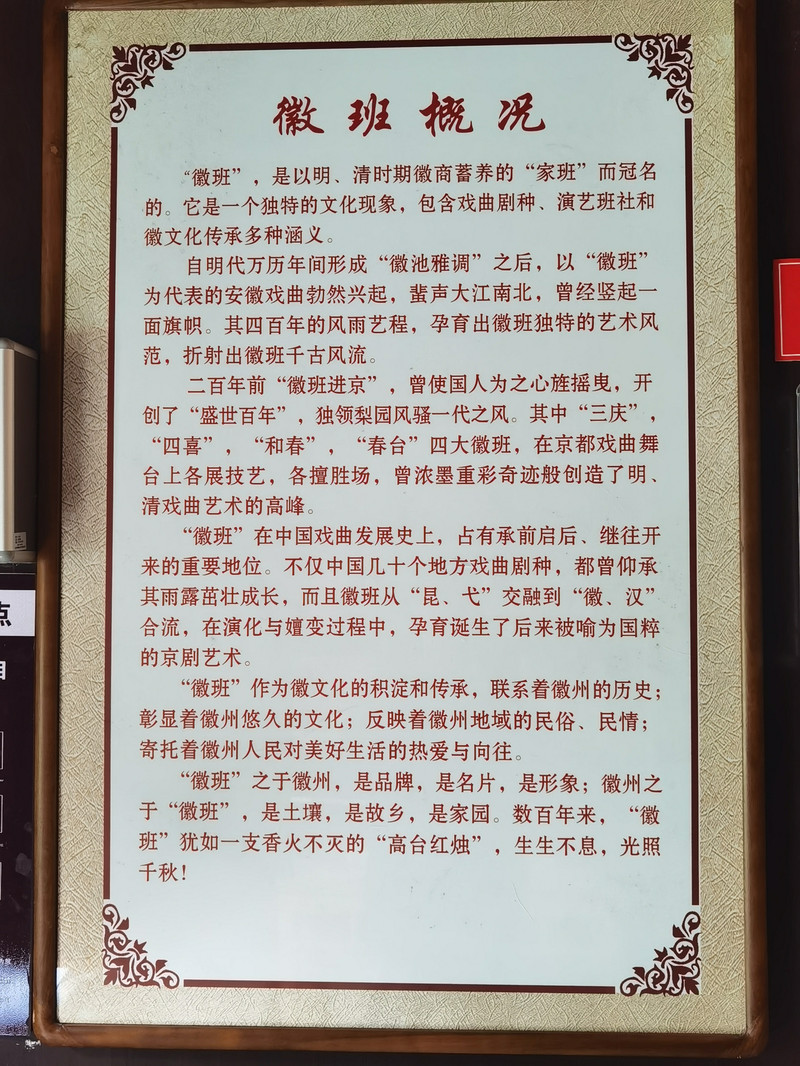 徽班概况
“徽班”，是以明、清时期徽商蓄养的“家班”而冠名
的。它是一个独特的文化现象，包含戏曲剧种、演艺班社和
徽文化传承多种涵义。
自明代万历年间形成“徽池雅调”之后，以“徽班”
为代表的安徽戏曲勃然兴起，蜚声大江南北，曾经竖起一
面旗帜。其四百年的风雨艺程，孕育出徽班独特的艺术风
范，折射出徽班千古风流。
二百年前“徽班进京”，曾使国人为之心旌摇曳，开
创了“盛世百年”，独领梨园风骚一代之风。其中“三庆”，
“四喜”，“和春”，“春台”四大徽班，在京都戏曲舞
台上各展技艺，各擅胜场，曾浓墨重彩奇迹般创造了明、
清戏曲艺术的高峰。
“徽班”在中国戏曲发展史上，占有承前启后、继往开
来的重要地位。不仅中国几十个地方戏曲剧种，都曾仰承
其雨露茁壮成长，而且徽班从“昆、弋”交融到“徽、汉”
合流，在演化与嬗变过程中，孕育诞生了后来被喻为国粹
的京剧艺术。
“徽班”作为徽文化的积淀和传承，联系着徽州的历史；
彰显着徽州悠久的文化；反映着徽州地域的民俗、民情；
寄托着徽州人民对美好生活的热爱与向往。
“徽班”之于徽州，是品牌，是名片，是形象；徽州之
于“徽班”，是土壤，是故乡，是家园。数百年来，“徽
班”犹如一支香火不灭的“高台红烛”，生生不息，光照
千秋！
点